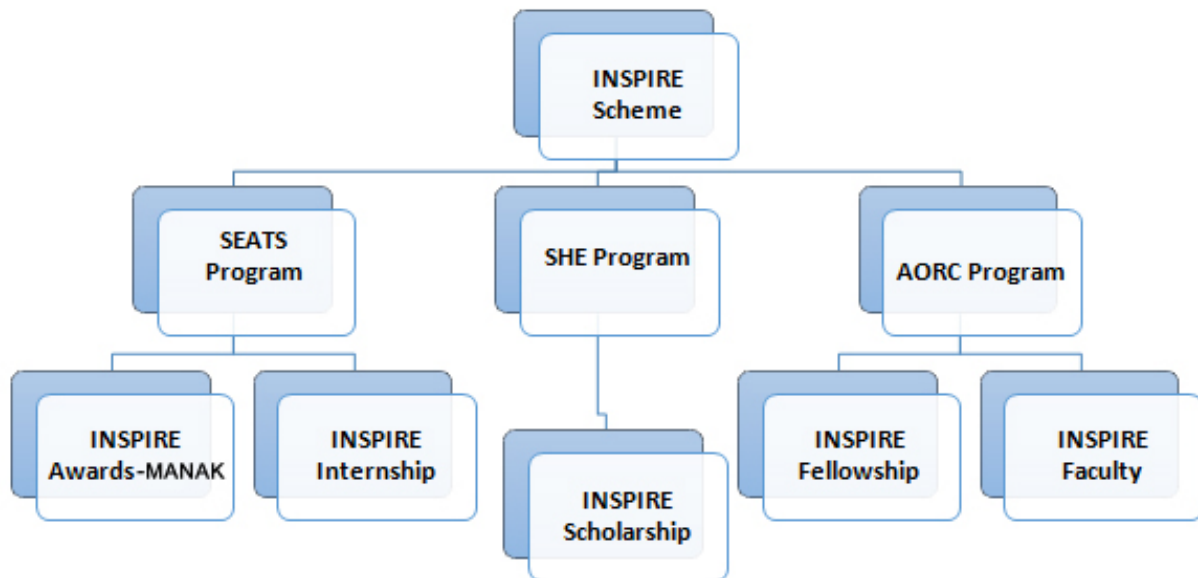 INSPIRE
Scheme
SEATS
Program
SHE Program
AORC Program
INSPIRE
Awards-MANAK
INSPIRE
Internship
INSPIRE
Scholarship
INSPIRE
Fellowship
INSPIRE
Faculty